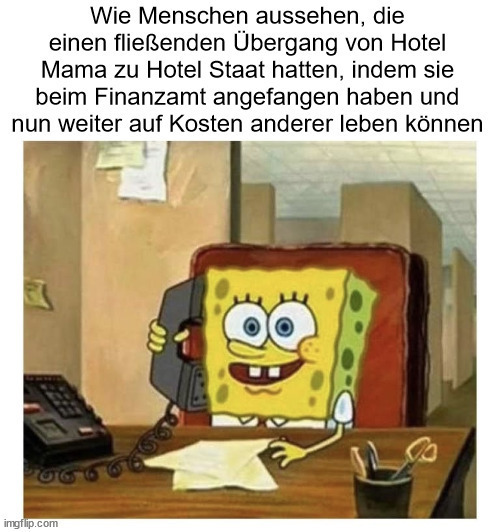 Wie Menschen aussehen, die
einen fließenden Übergang von Hotel
Mama zu Hotel Staat hatten, indem sie
beim Finanzamt angefangen haben und
nun weiter auf Kosten anderer leben können
imgflip.com